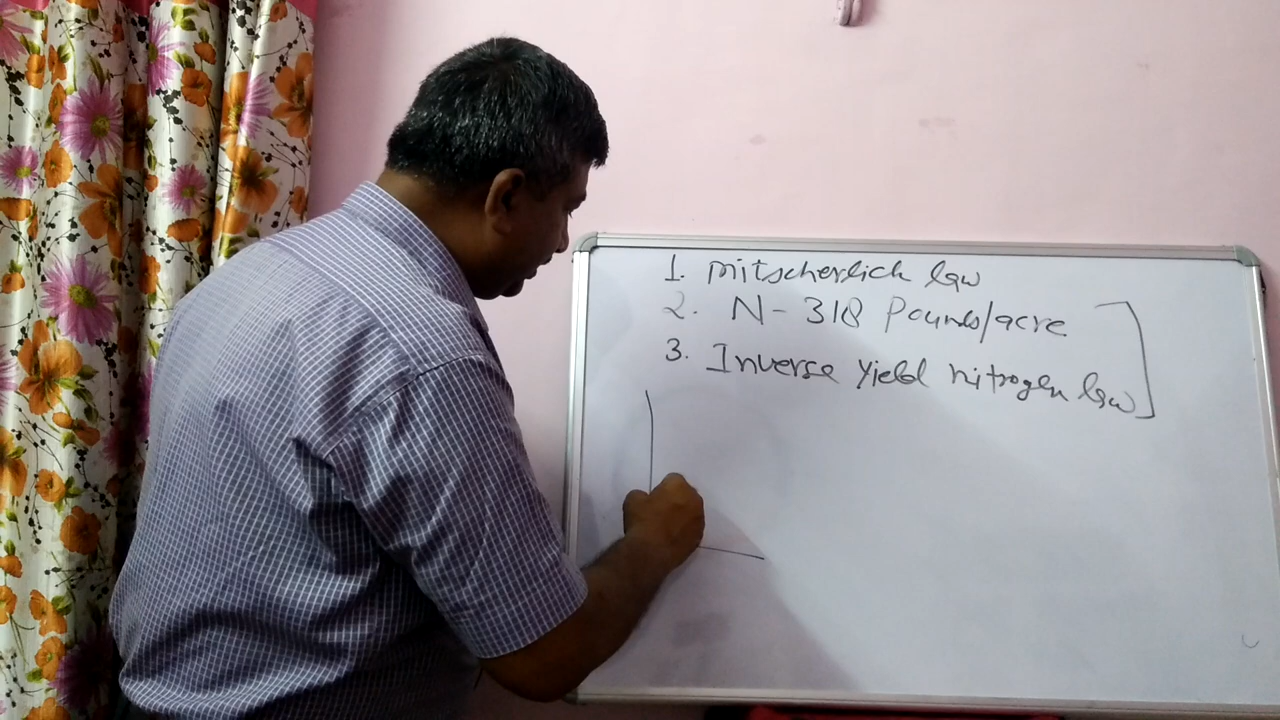 1. Mitscherlich law
2. N - 318 Pounds/acre
3. Inverse Yield nitrogen law